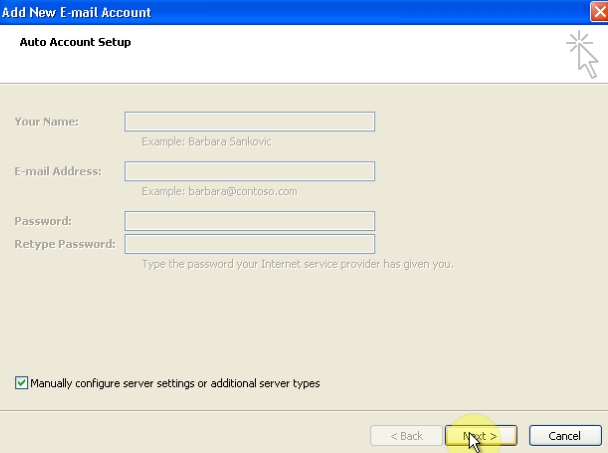 Add New E-mail Account
Auto Account Setup
Your Name:
Example: Barbara Sankovic
E-mail Address:
Example: barbara@contoso.com
Password:
Retype Password:
Type the password your Internet service provider has given you.
Manually configure server settings or additional server types
< Back Next > Cancel